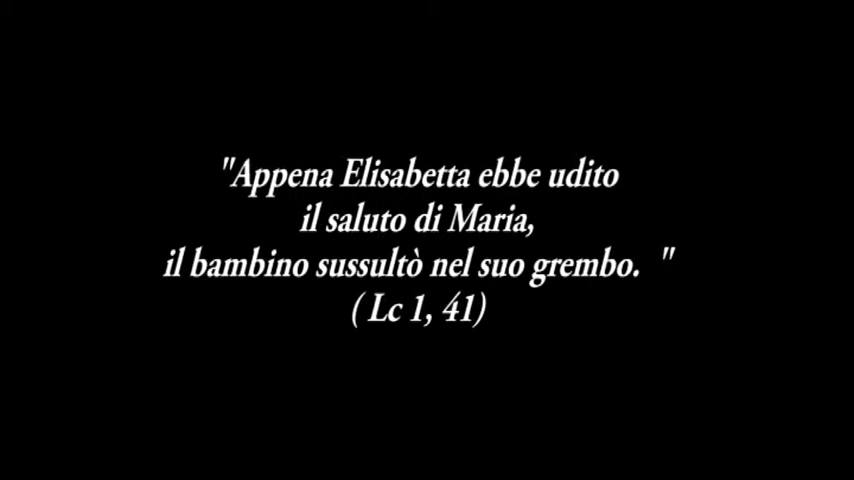 "Appena Elisabetta ebbe udito
il saluto di Maria,
il bambino sussultò nel suo grembo.  "
( Lc 1, 41)